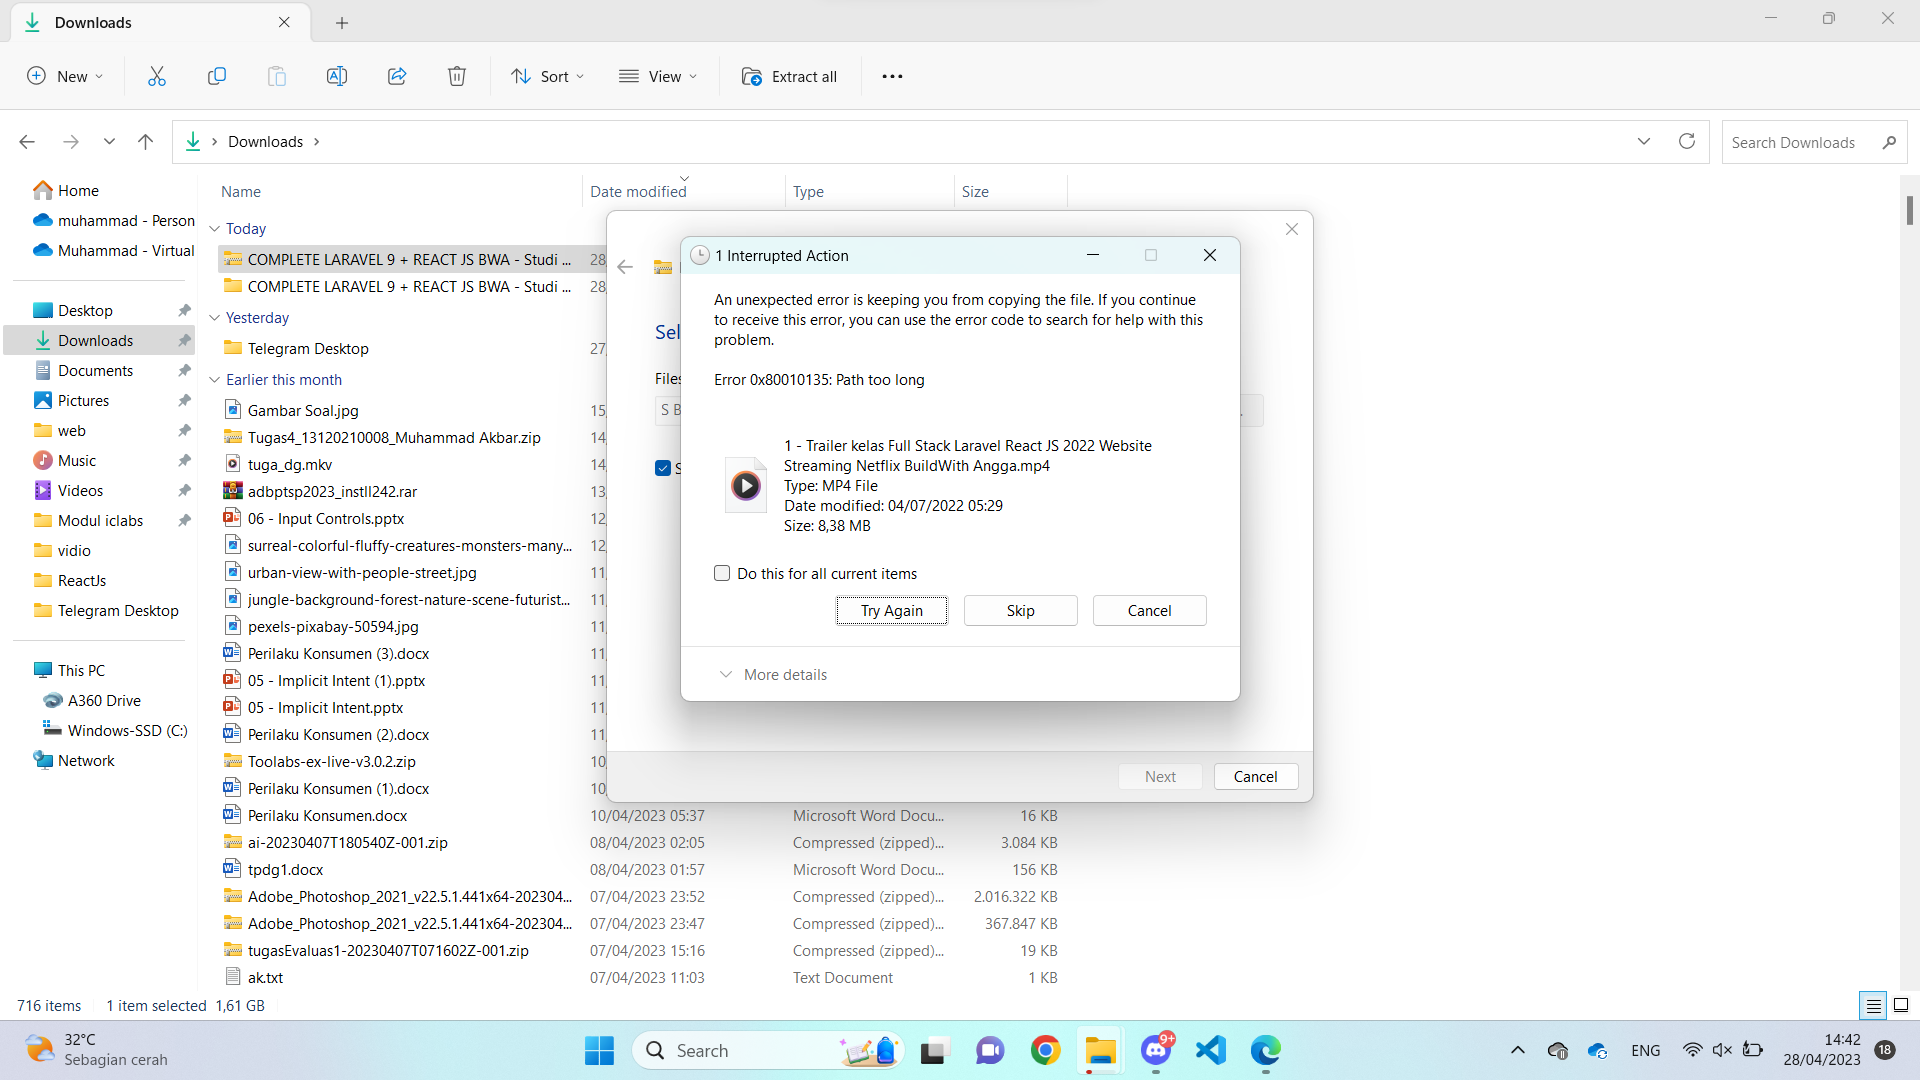 Downloads
New
Sort
View
Extract all
Downloads
Search Downloads
Home
muhammad - Person
Muhammad - Virtual
Desktop
Downloads
Documents
Pictures
web
Music
Videos
Modul iclabs
vidio
ReactJs
Telegram Desktop
This PC
A360 Drive
Windows-SSD (C:)
Network
Name Date modified Type Size
Today
COMPLETE LARAVEL 9 + REACT JS BWA - Studi ... 28
COMPLETE LARAVEL 9 + REACT JS BWA - Studi ... 28
Yesterday
Telegram Desktop 27
Earlier this month
Gambar Soal.jpg 15
Tugas4_13120210008_Muhammad Akbar.zip 14
tuga_dg.mkv 14
adbptsp2023_instll242.rar 13
06 - Input Controls.pptx 12
surreal-colorful-fluffy-creatures-monsters-many... 12
urban-view-with-people-street.jpg 11
jungle-background-forest-nature-scene-futurist... 11
pexels-pixabay-50594.jpg 11
Perilaku Konsumen (3).docx 11
05 - Implicit Intent (1).pptx 11
05 - Implicit Intent.pptx 11
Perilaku Konsumen (2).docx 11
Toolabs-ex-live-v3.0.2.zip 10
Perilaku Konsumen (1).docx 10
Perilaku Konsumen.docx 10/04/2023 05:37 Microsoft Word Docu... 16 KB
ai-20230407T180540Z-001.zip 08/04/2023 02:05 Compressed (zipped)... 3.084 KB
tpdg1.docx 08/04/2023 01:57 Microsoft Word Docu... 156 KB
Adobe_Photoshop_2021_v22.5.1.441x64-202304... 07/04/2023 23:52 Compressed (zipped)... 2.016.322 KB
Adobe_Photoshop_2021_v22.5.1.441x64-202304... 07/04/2023 23:47 Compressed (zipped)... 367.847 KB
tugasEvaluas1-20230407T071602Z-001.zip 07/04/2023 15:16 Compressed (zipped)... 19 KB
ak.txt 07/04/2023 11:03 Text Document 1 KB
Sel
Files
S B
S
Next
Cancel
1 Interrupted Action
An unexpected error is keeping you from copying the file. If you continue
to receive this error, you can use the error code to search for help with this
problem.
Error 0x80010135: Path too long
1 - Trailer kelas Full Stack Laravel React JS 2022 Website
Streaming Netflix BuildWith Angga.mp4
Type: MP4 File
Date modified: 04/07/2022 05:29
Size: 8,38 MB
Do this for all current items
Try Again
Skip
Cancel
More details
716 items 1 item selected 1,61 GB
32°C
Sebagian cerah
Search
9+
ENG
14:42
28/04/2023
18